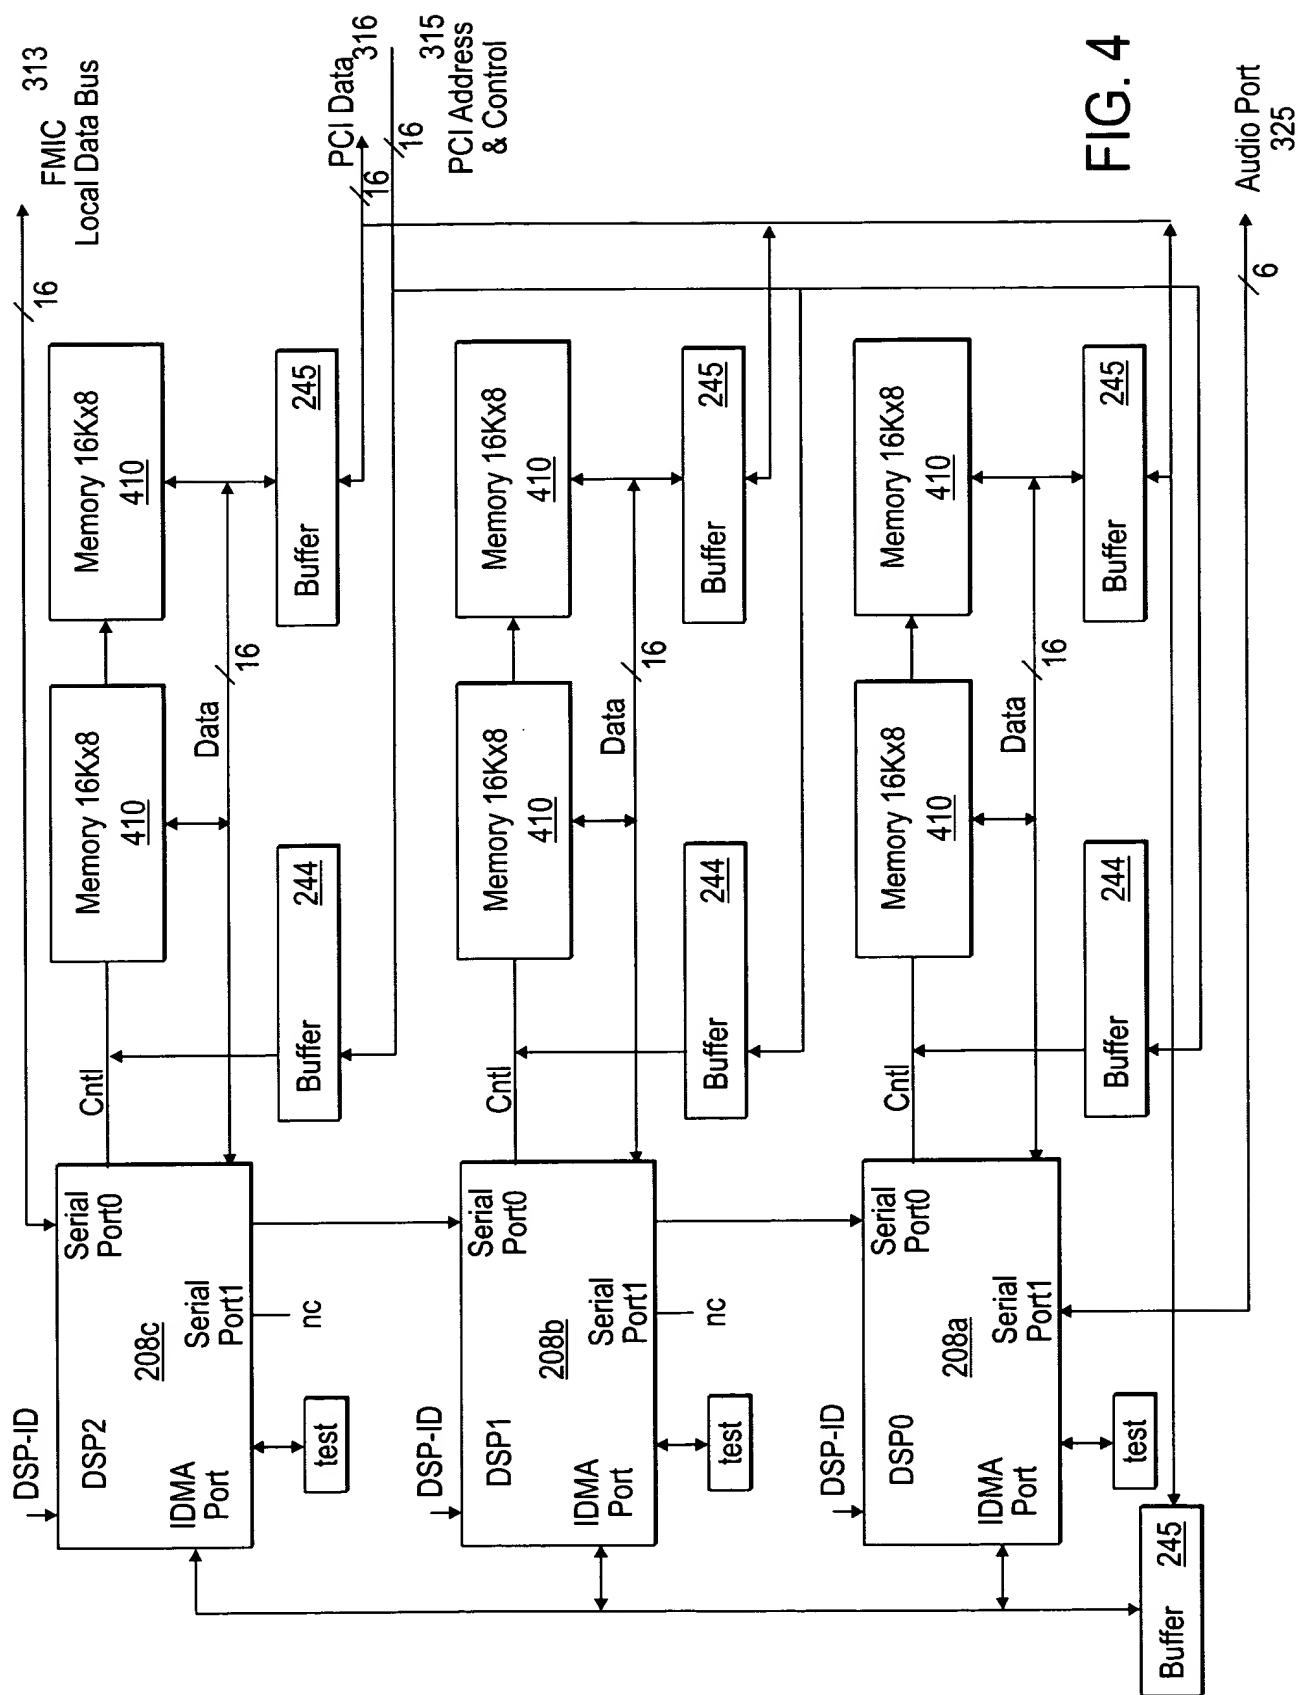 DSP-ID
DSP2
208c
IDMA
Port
Serial
Port0
Serial
Port1
nc
test
Cntl
Memory 16Kx8
410
Memory 16Kx8
410
Data
16
Buffer 244
Buffer 245
16
FMIC 313
Local Data Bus
PCI Data 316
16
16
315
PCI Address
& Control
DSP-ID
DSP1
208b
IDMA
Port
Serial
Port0
Serial
Port1
nc
test
Cntl
Memory 16Kx8
410
Memory 16Kx8
410
Data
16
Buffer 244
Buffer 245
DSP-ID
DSP0
208a
IDMA
Port
Serial
Port0
Serial
Port1
test
Cntl
Memory 16Kx8
410
Memory 16Kx8
410
Data
16
Buffer 244
Buffer 245
Buffer 245
6
Audio Port
325
FIG. 4